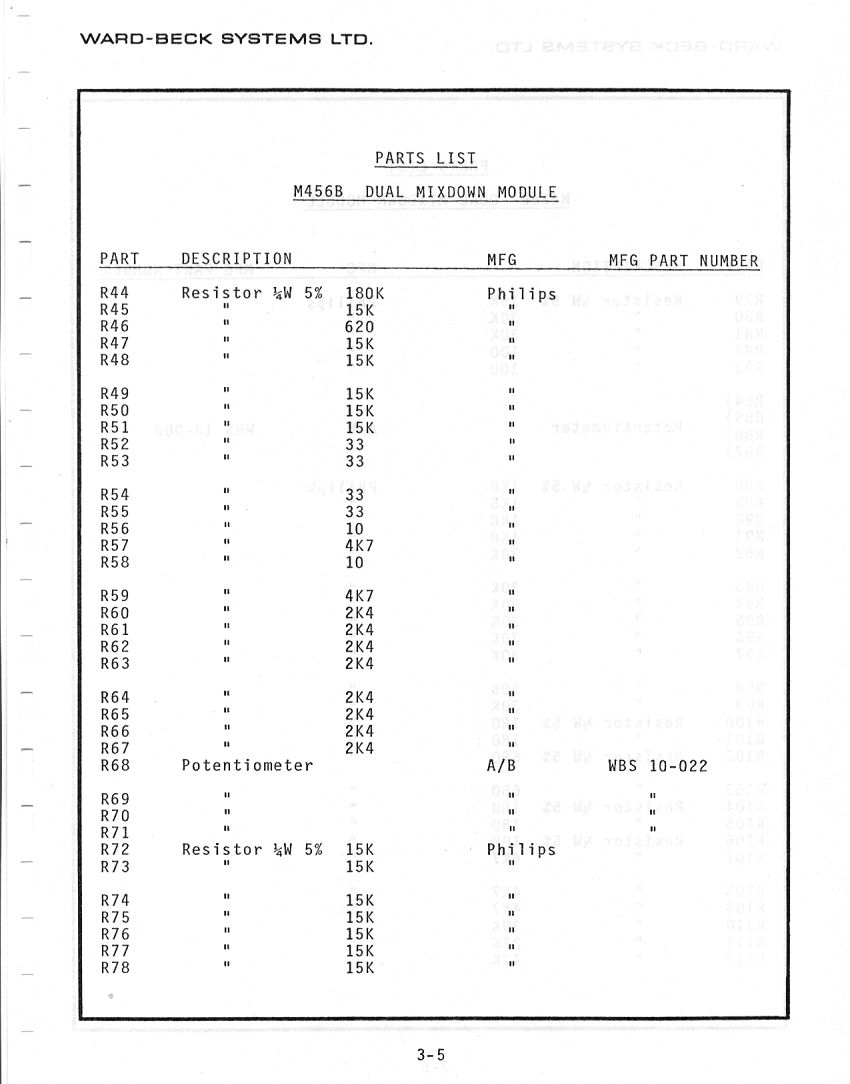 WARD-BECK SYSTEMS LTD.
PARTS LIST
M456B DUAL MIXDOWN MODULE
PART DESCRIPTION MFG MFG PART NUMBER
R44 Resistor ¼W 5% 180K Philips
R45 " 15K "
R46 " 620 "
R47 " 15K "
R48 " 15K "
R49 " 15K "
R50 " 15K "
R51 " 15K "
R52 " 33 "
R53 " 33 "
R54 " 33 "
R55 " 33 "
R56 " 10 "
R57 " 4K7 "
R58 " 10 "
R59 " 4K7 "
R60 " 2K4 "
R61 " 2K4 "
R62 " 2K4 "
R63 " 2K4 "
R64 " 2K4 "
R65 " 2K4 "
R66 " 2K4 "
R67 " 2K4 "
R68 Potentiometer A/B WBS 10-022
R69 " " "
R70 " " "
R71 " " "
R72 Resistor ¼W 5% 15K Philips
R73 " 15K "
R74 " 15K "
R75 " 15K "
R76 " 15K "
R77 " 15K "
R78 " 15K "
3-5